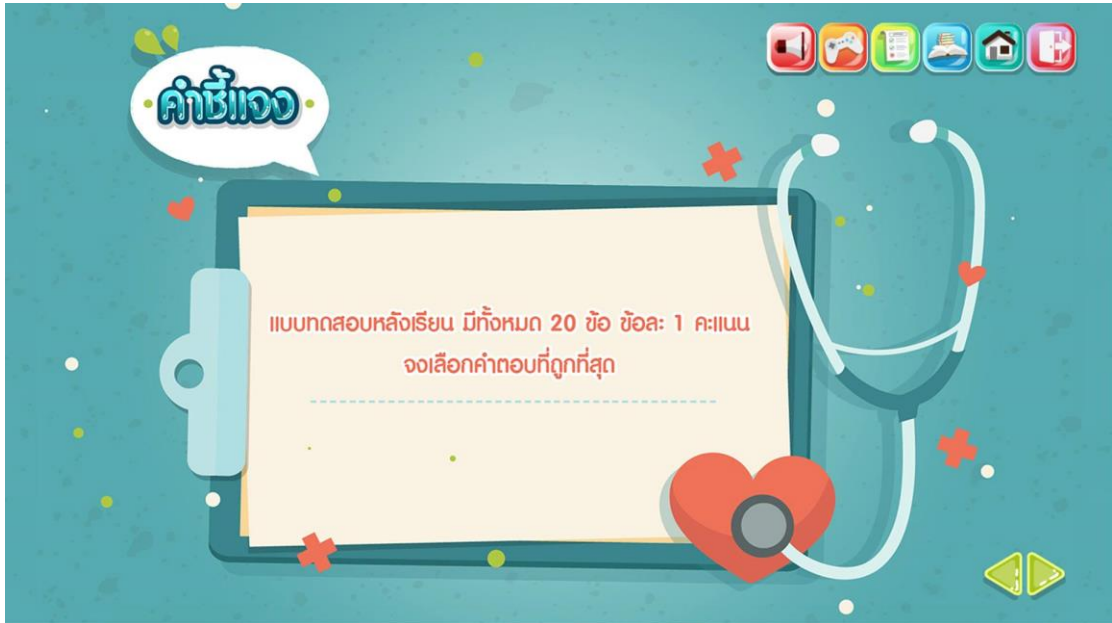 คำชี้แจง
แบบทดสอบหลังเรียน มีทั้งหมด 20 ข้อ ข้อละ 1 คะแนน
จงเลือกคำตอบที่ถูกที่สุด